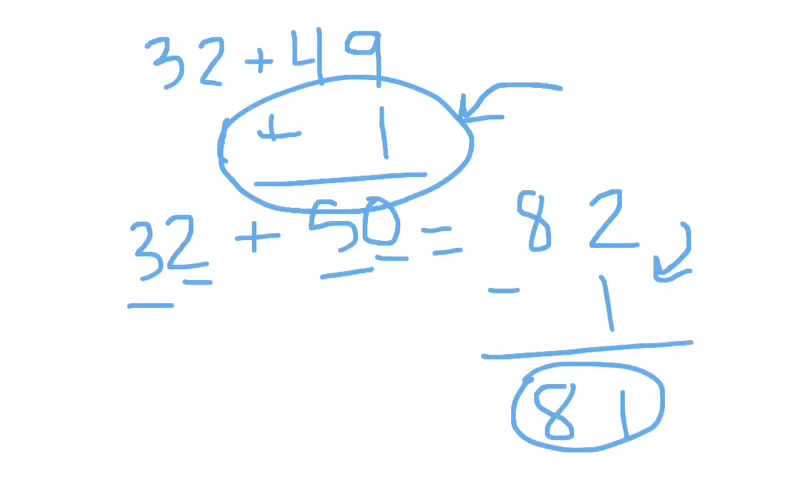 32+49
+ 1
32 + 50 = 82
- 1
81